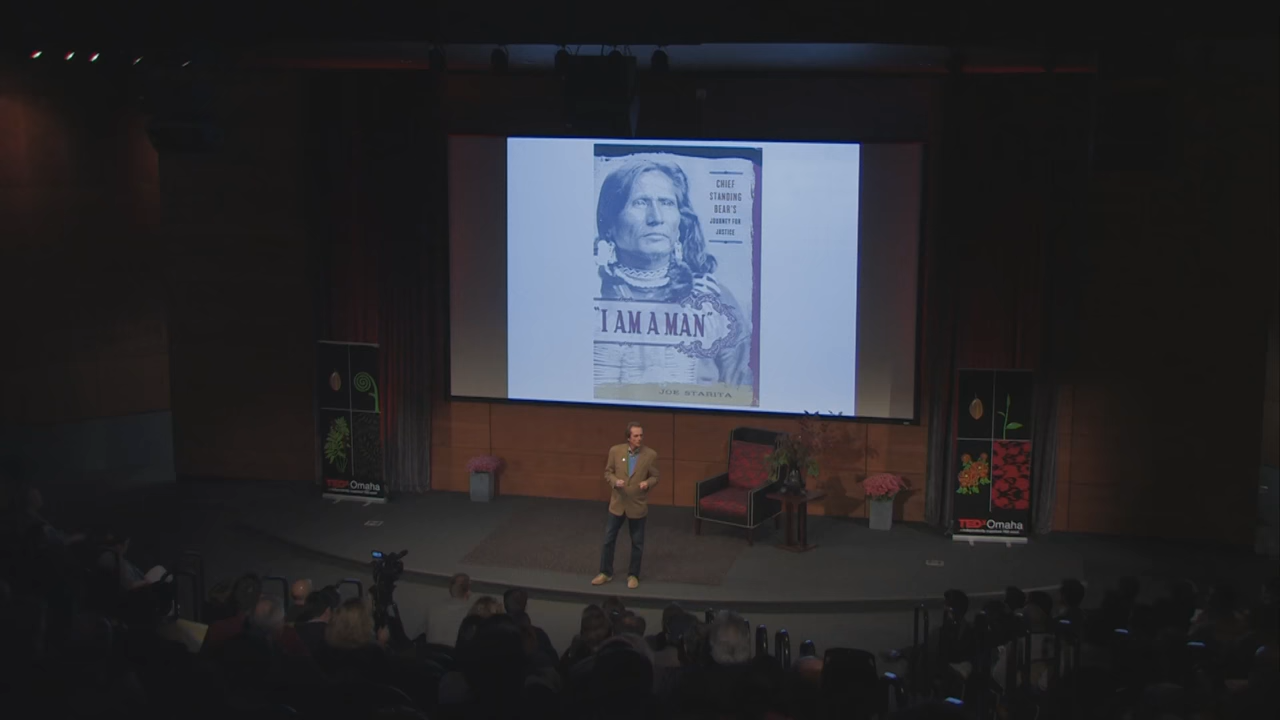 CHIEF
STANDING
BEAR'S
JOURNEY FOR
JUSTICE
"I AM A MAN"
JOE STARITA
TEDxOmaha
TEDxOmaha